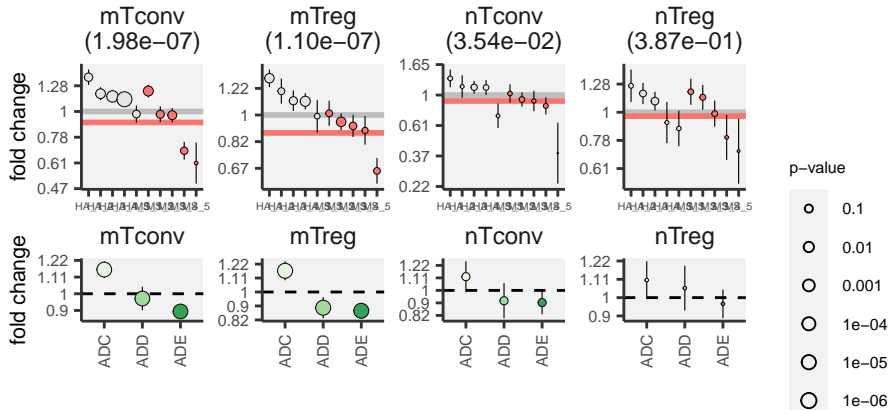 mTconv
(1.98e-07)
mTreg
(1.10e-07)
nTconv
(3.54e-02)
nTreg
(3.87e-01)
fold change
1.28
1
0.78
0.61
0.47
1.22
1
0.82
0.67
1.65
1
0.61
0.37
0.22
1.28
1
0.78
0.61
mTconv
mTreg
nTconv
nTreg
fold change
1.22
1.11
1
0.9
1.22
1.11
1
0.9
0.82
1.22
1.11
1
0.9
0.82
1.22
1.11
1
0.9
ADC
ADD
ADE
ADC
ADD
ADE
ADC
ADD
ADE
ADC
ADD
ADE
p-value
0.1
0.01
0.001
1e-04
1e-05
1e-06